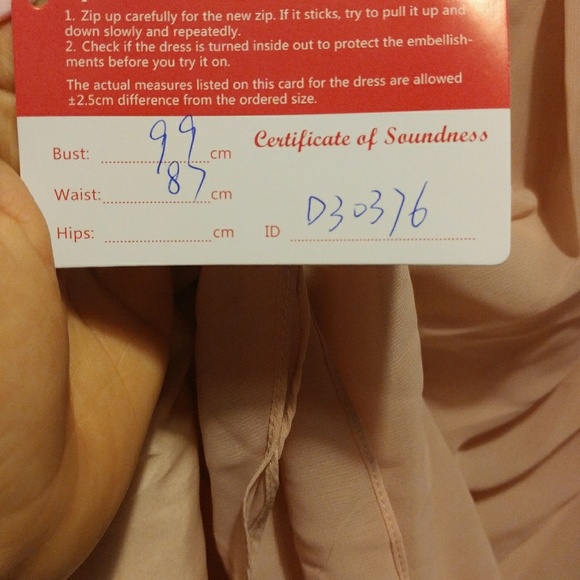 1. Zip up carefully for the new zip. If it sticks, try to pull it up and
down slowly and repeatedly.
2. Check if the dress is turned inside out to protect the embellish-
ments before you try it on.
The actual measures listed on this card for the dress are allowed
±2.5cm difference from the ordered size.
Certificate of Soundness
Bust: 99 cm
Waist: 87 cm
Hips: cm ID D30376